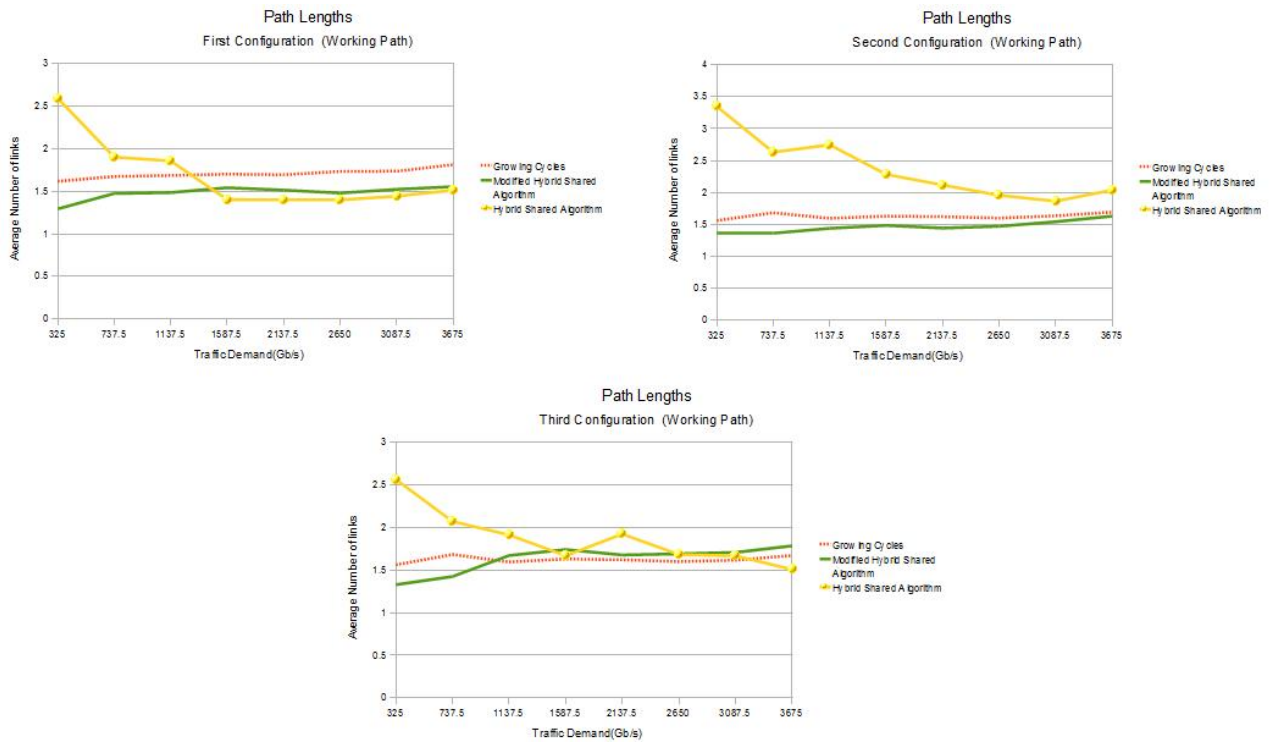 Path Lengths
First Configuration (Working Path)
Average Number of links
3
2.5
2
1.5
1
0.5
0
325 737.5 1137.5 1587.5 2137.5 2650 3087.5 3675
Traffic Demand(Gb/s)
Growing Cycles
Modified Hybrid Shared
Algorithm
Hybrid Shared Algorithm
Path Lengths
Second Configuration (Working Path)
Average Number of links
4
3.5
3
2.5
2
1.5
1
0.5
0
325 737.5 1137.5 1587.5 2137.5 2650 3087.5 3675
Traffic Demand(Gb/s)
Growing Cycles
Modified Hybrid Shared
Algorithm
Hybrid Shared Algorithm
Path Lengths
Third Configuration (Working Path)
Average Number of links
3
2.5
2
1.5
1
0.5
0
325 737.5 1137.5 1587.5 2137.5 2650 3087.5 3675
Traffic Demand(Gb/s)
Growing Cycles
Modified Hybrid Shared
Algorithm
Hybrid Shared Algorithm